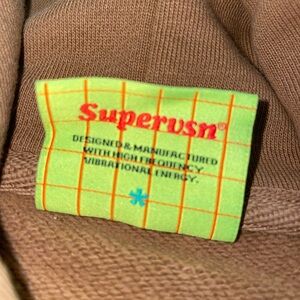 Supervsn®
DESIGNED & MANUFACTURED
WITH HIGH FREQUENCY
VIBRATIONAL ENERGY.